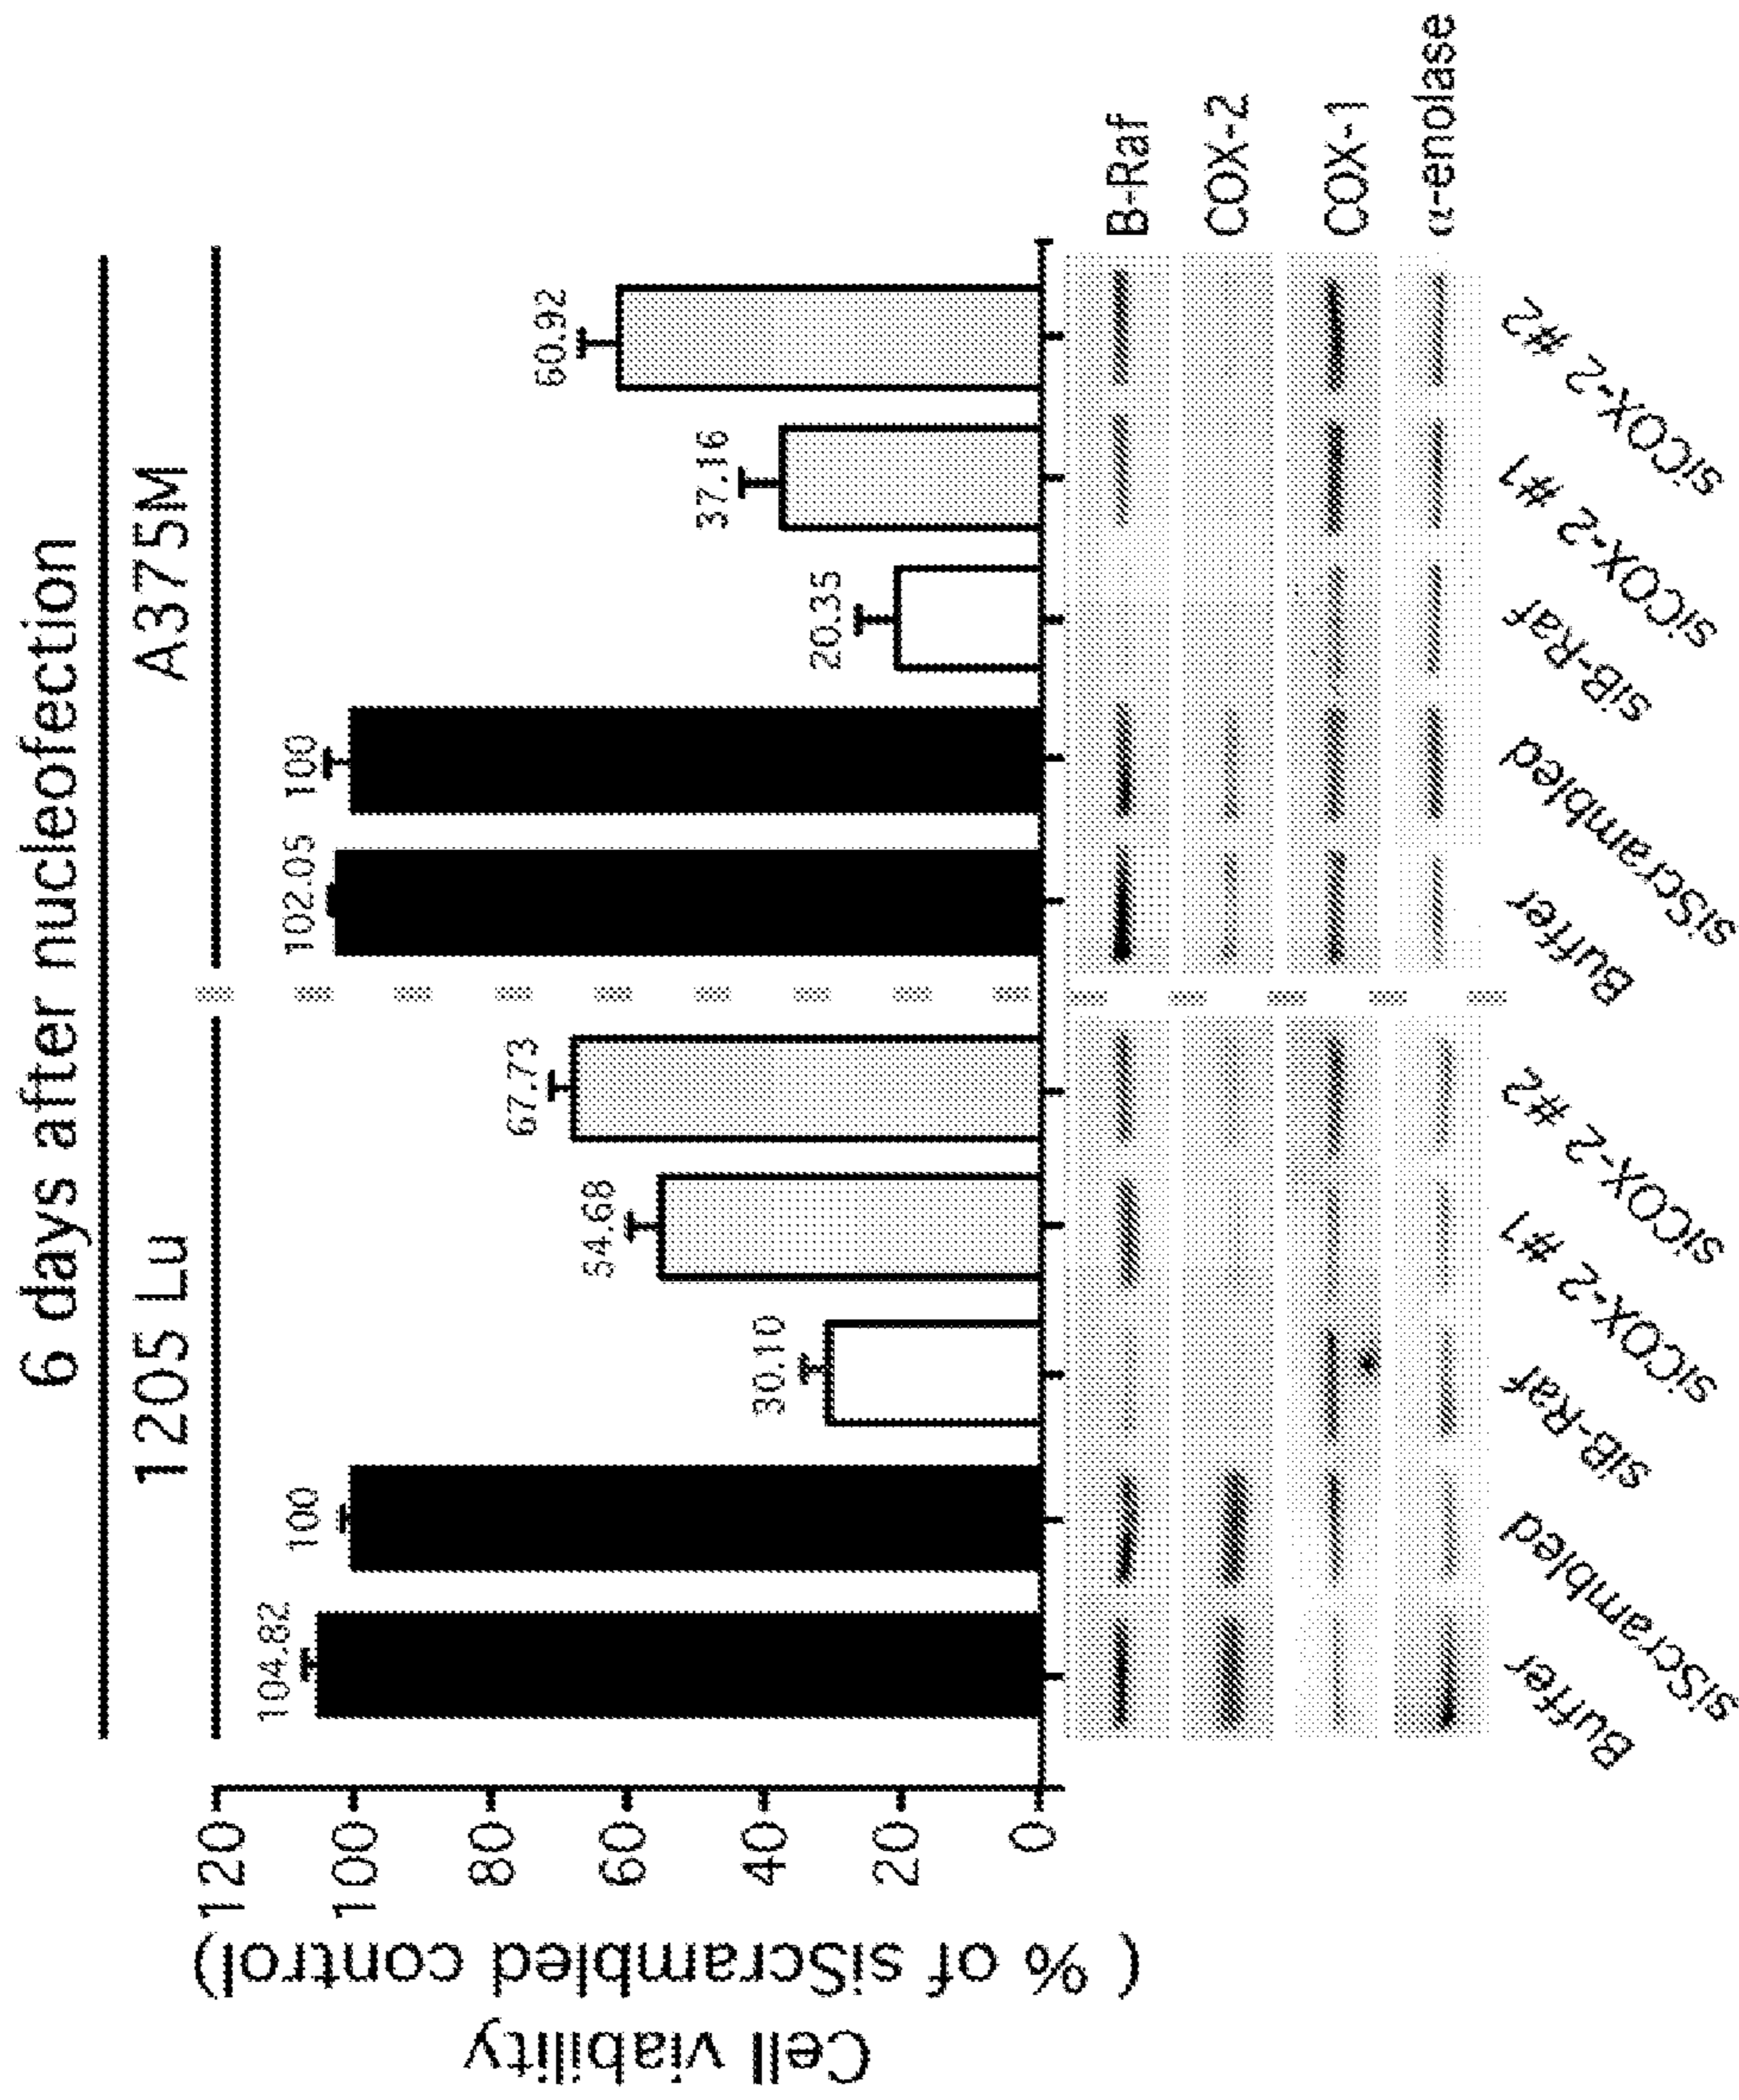 6 days after nucleofection
1205 Lu
A375M
Cell viability
( % of siScrambled control)
120
100
80
60
40
20
0
104.82
100
30.10
54.68
67.73
102.05
100
20.35
37.16
60.92
B-Raf
COX-2
COX-1
α-enolase
Buffer
siScrambled
siB-Raf
siCOX-2 #1
siCOX-2 #2
Buffer
siScrambled
siB-Raf
siCOX-2 #1
siCOX-2 #2